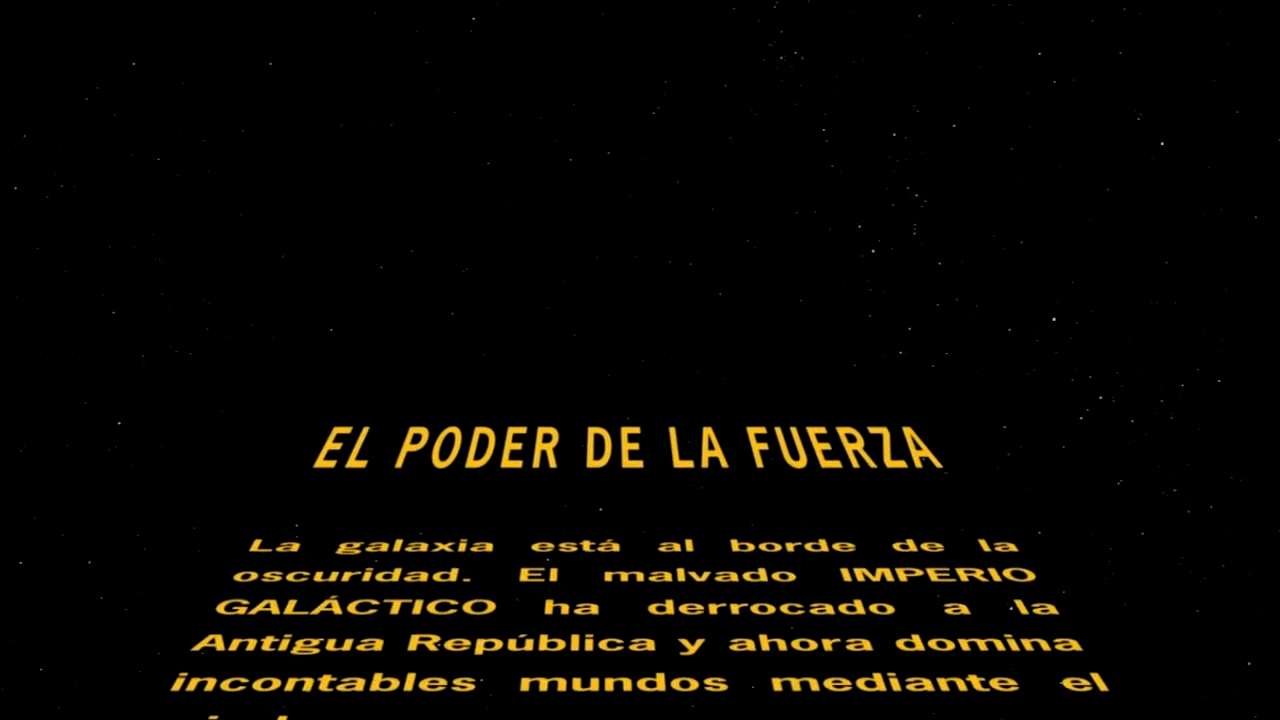 EL PODER DE LA FUERZA
La galaxia está al borde de la
oscuridad. El malvado IMPERIO
GALÁCTICO ha derrocado a la
Antigua República y ahora domina
incontables mundos mediante el